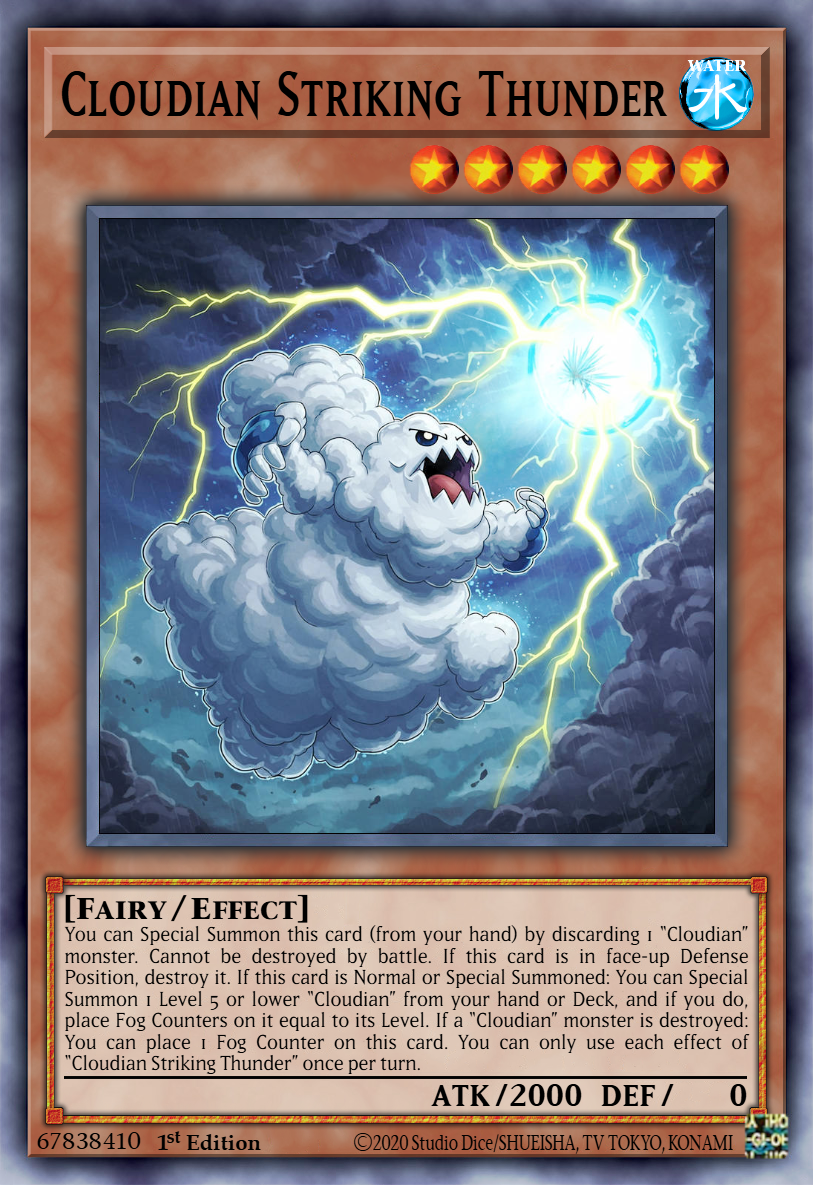 Cloudian Striking Thunder
WATER
水
[Fairy / Effect]
You can Special Summon this card (from your hand) by discarding 1 "Cloudian"
monster. Cannot be destroyed by battle. If this card is in face-up Defense
Position, destroy it. If this card is Normal or Special Summoned: You can Special
Summon 1 Level 5 or lower "Cloudian" from your hand or Deck, and if you do,
place Fog Counters on it equal to its Level. If a "Cloudian" monster is destroyed:
You can place 1 Fog Counter on this card. You can only use each effect of
"Cloudian Striking Thunder" once per turn.
ATK / 2000 DEF / 0
67838410 1st Edition ©2020 Studio Dice/SHUEISHA, TV TOKYO, KONAMI